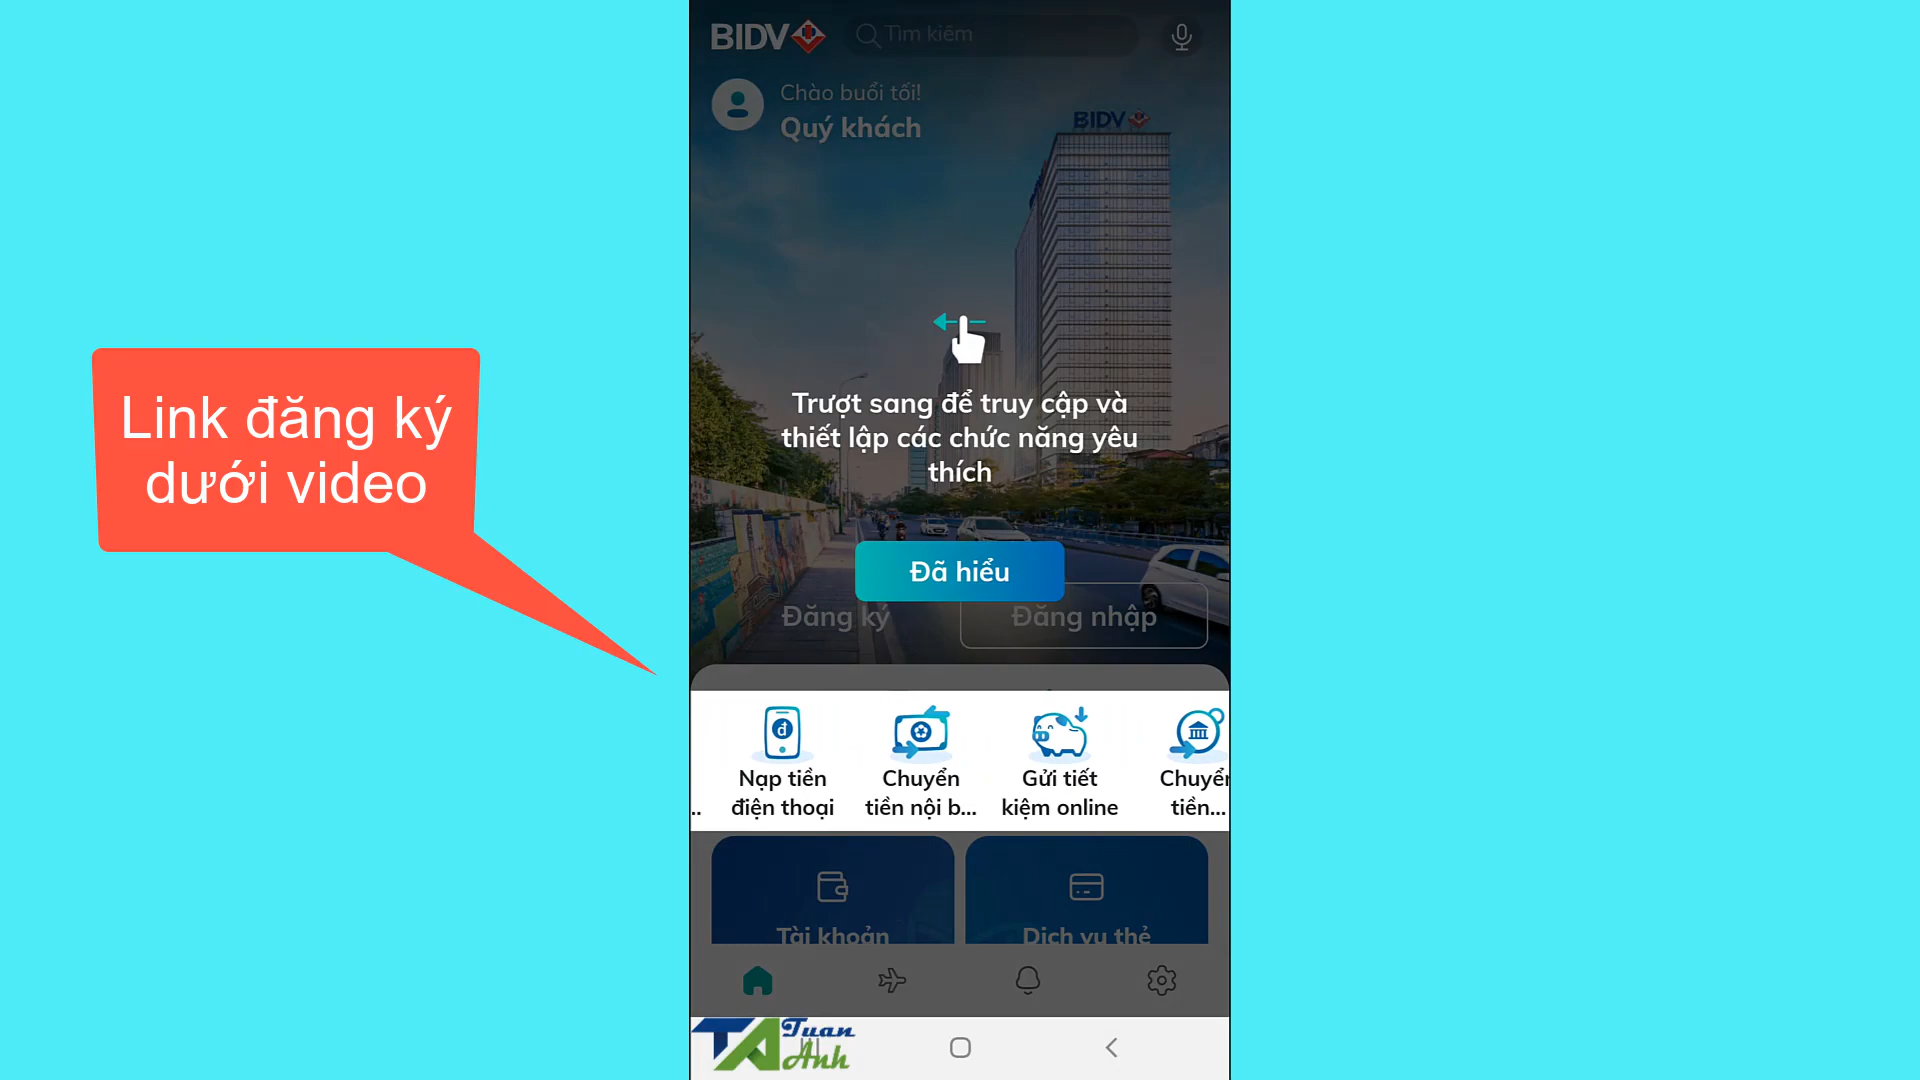 BIDV
Tìm kiếm
Chào buổi tối!
Quý khách
BIDV
Link đăng ký
dưới video
Trượt sang để truy cập và
thiết lập các chức năng yêu
thích
Đã hiểu
Đăng ký
Đăng nhập
Nạp tiền
điện thoại
Chuyển
tiền nội b...
Gửi tiết
kiệm online
Chuyển
tiền...
..
Tài khoản
Dịch vụ thẻ
TA Tuan
Anh